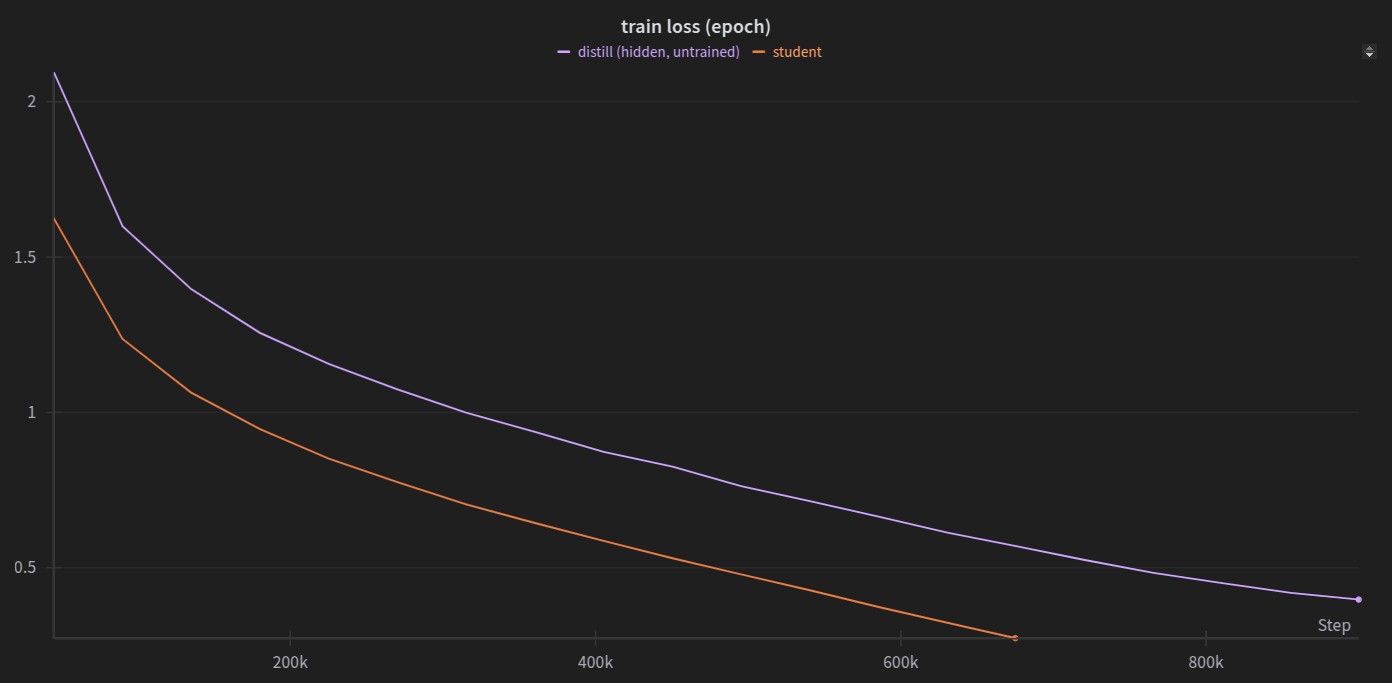 train loss (epoch)
distill (hidden, untrained) student
2
1.5
1
0.5
Step
200k 400k 600k 800k